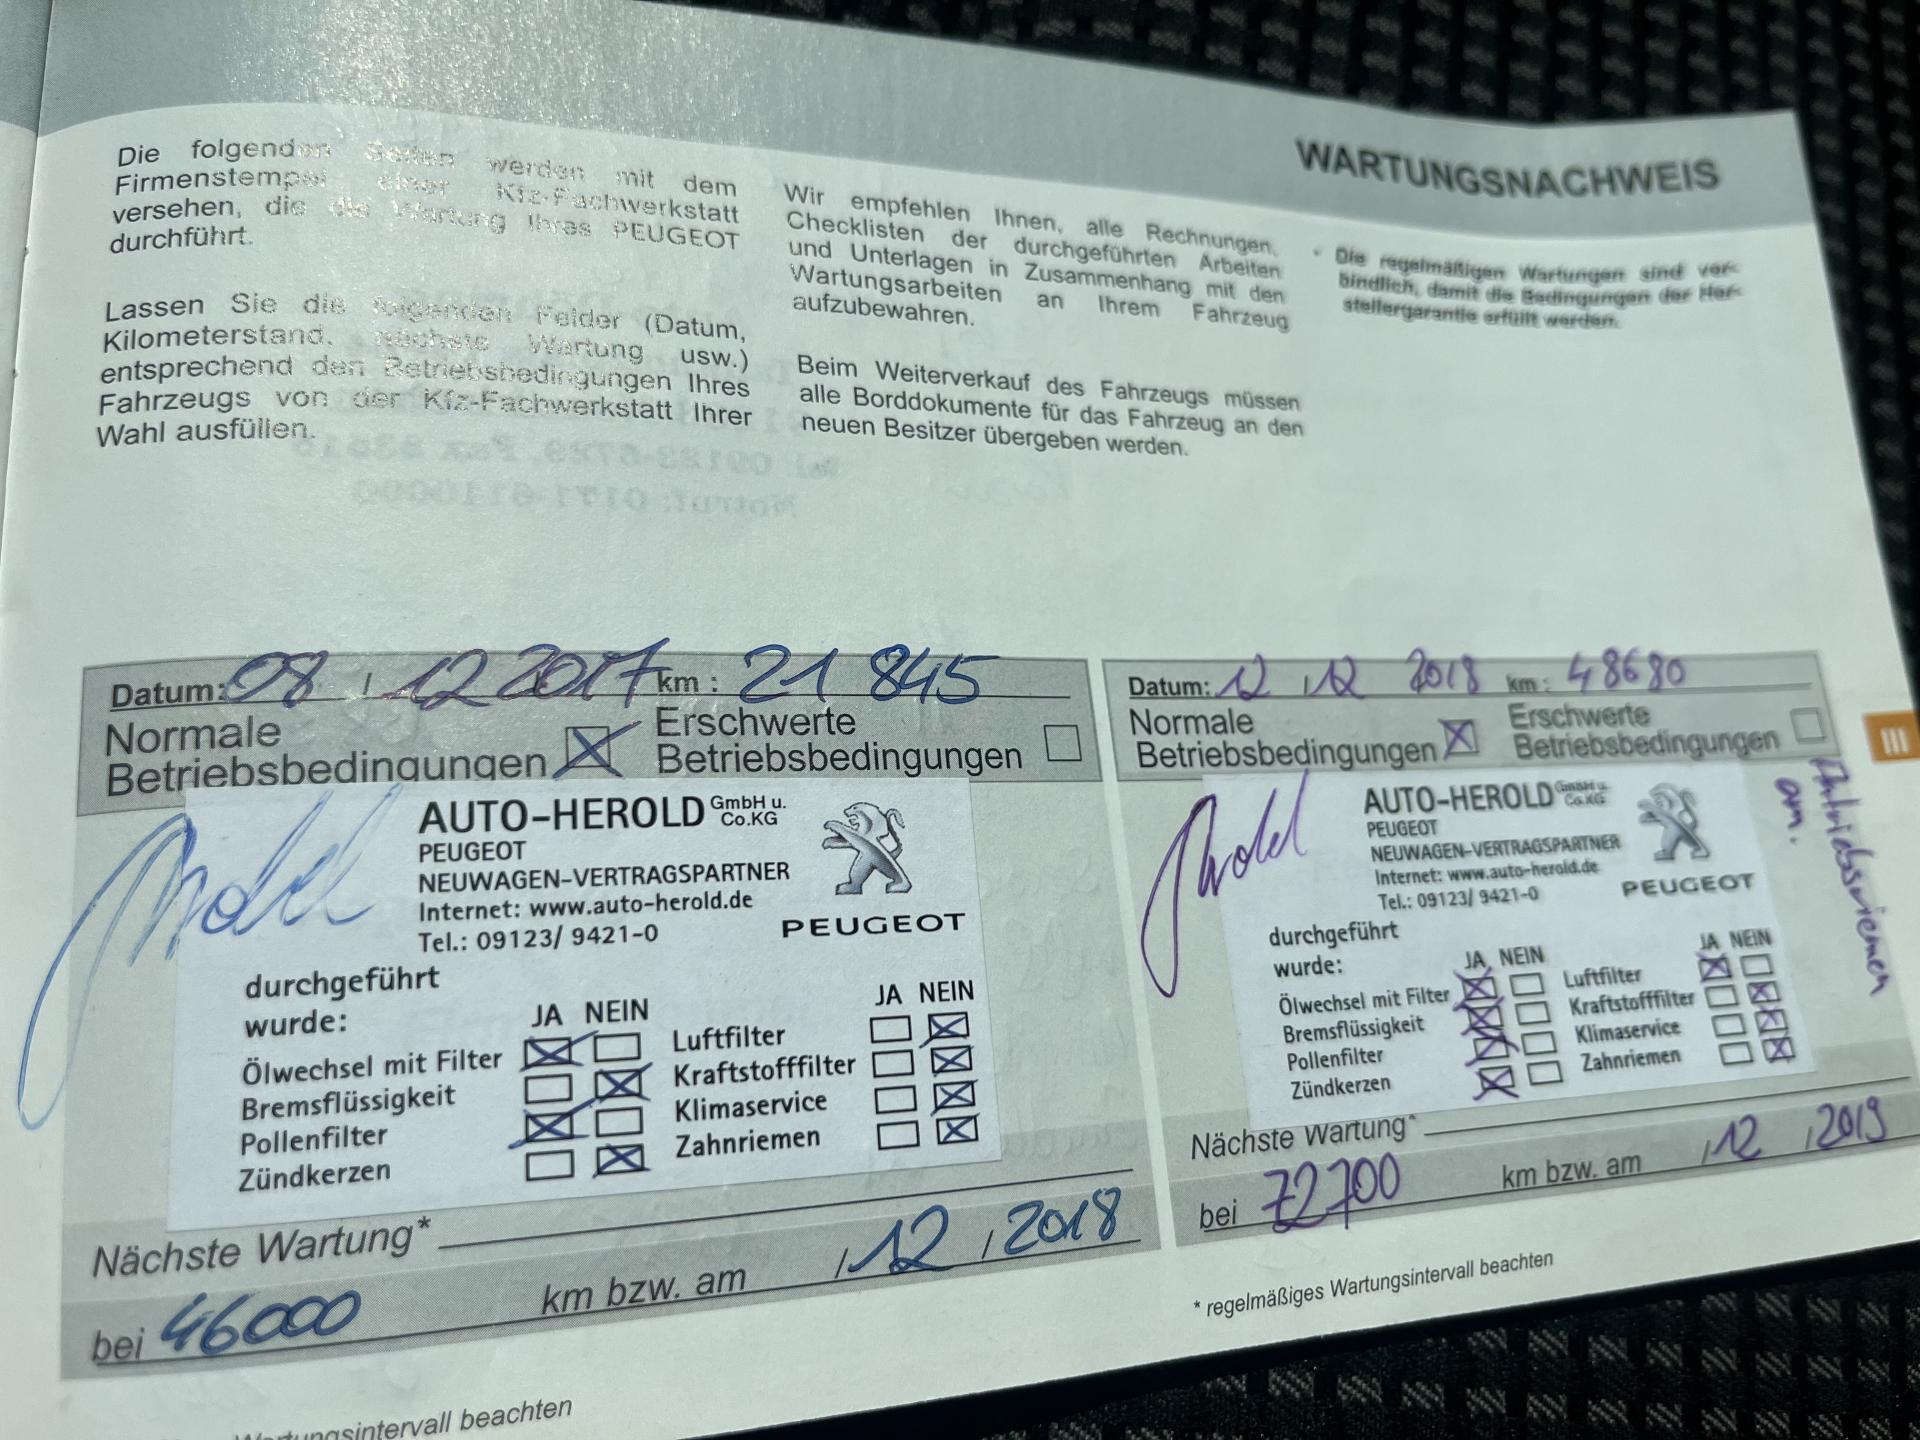 WARTUNGSNACHWEIS
Die folgenden Seiten werden mit dem
Firmenstempel einer Kfz-Fachwerkstatt
versehen, die die Wartung Ihres PEUGEOT
durchführt.
Lassen Sie die folgenden Felder (Datum,
Kilometerstand, nächste Wartung usw.)
entsprechend den Betriebsbedingungen Ihres
Fahrzeugs von der Kfz-Fachwerkstatt Ihrer
Wahl ausfüllen.
Wir empfehlen Ihnen, alle Rechnungen,
Checklisten der durchgeführten Arbeiten
und Unterlagen in Zusammenhang mit den
Wartungsarbeiten an Ihrem Fahrzeug
aufzubewahren.
Beim Weiterverkauf des Fahrzeugs müssen
alle Borddokumente für das Fahrzeug an den
neuen Besitzer übergeben werden.
* Die regelmäßigen Wartungen sind ver-
bindlich, damit die Bedingungen der Her-
stellergarantie erfüllt werden.
Datum: 08 / 12 2017 km : 21 845
Normale
Betriebsbedingungen
Erschwerte
Betriebsbedingungen
AUTO-HEROLD GmbH u. Co.KG
PEUGEOT
NEUWAGEN-VERTRAGSPARTNER
Internet: www.auto-herold.de
Tel.: 09123/ 9421-0
PEUGEOT
durchgeführt
wurde:
JA NEIN
Ölwechsel mit Filter
Bremsflüssigkeit
Pollenfilter
Zündkerzen
JA NEIN
Luftfilter
Kraftstofffilter
Klimaservice
Zahnriemen
Nächste Wartung*
bei 46000 km bzw. am / 12 / 2018
Wartungsintervall beachten
Datum: 12 / 12 2018 km : 48680
Normale
Betriebsbedingungen
Erschwerte
Betriebsbedingungen
AUTO-HEROLD GmbH u. Co.KG
PEUGEOT
NEUWAGEN-VERTRAGSPARTNER
Internet: www.auto-herold.de
Tel.: 09123/ 9421-0
PEUGEOT
durchgeführt
wurde:
JA NEIN
Ölwechsel mit Filter
Bremsflüssigkeit
Pollenfilter
Zündkerzen
JA NEIN
Luftfilter
Kraftstofffilter
Klimaservice
Zahnriemen
Antriebsriemen
Nächste Wartung*
bei 72700 km bzw. am / 12 / 2019
* regelmäßiges Wartungsintervall beachten
III